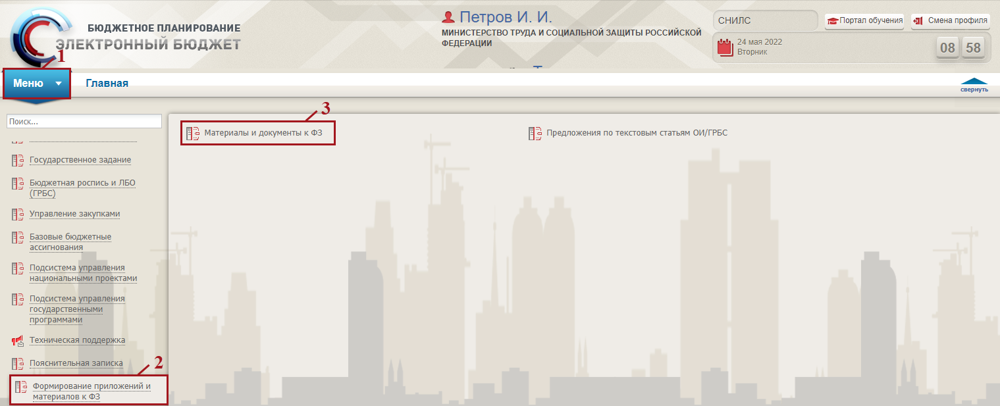 БЮДЖЕТНОЕ ПЛАНИРОВАНИЕ
ЭЛЕКТРОННЫЙ БЮДЖЕТ
Петров И. И.
МИНИСТЕРСТВО ТРУДА И СОЦИАЛЬНОЙ ЗАЩИТЫ РОССИЙСКОЙ
ФЕДЕРАЦИИ
СНИЛС
Портал обучения
Смена профиля
24 мая 2022
Вторник
08 58
1
Меню
Главная
свернуть
Поиск...
3
Материалы и документы к ФЗ
Предложения по текстовым статьям ОИ/ГРБС
Государственное задание
Бюджетная роспись и ЛБО
(ГРБС)
Управление закупками
Базовые бюджетные
ассигнования
Подсистема управления
национальными проектами
Подсистема управления
государственными
программами
Техническая поддержка
Пояснительная записка
2
Формирование приложений и
материалов к ФЗ